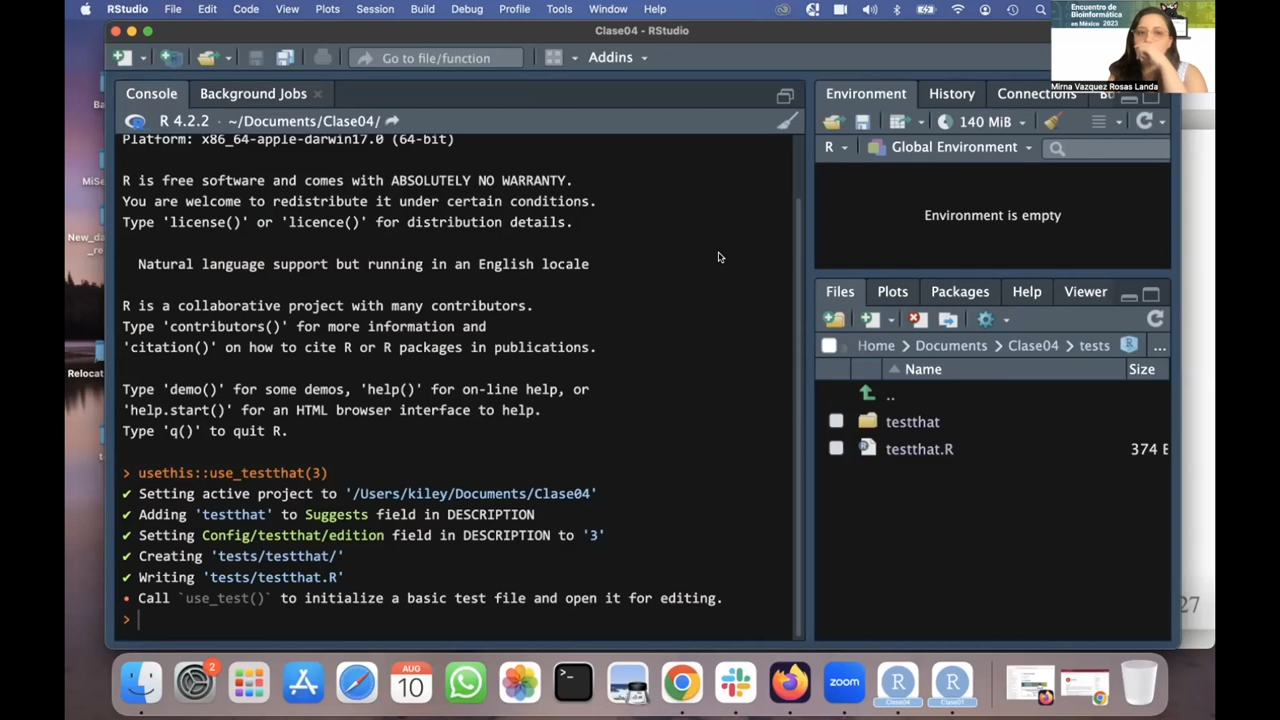 RStudio File Edit Code View Plots Session Build Debug Profile Tools Window Help
Encuentro de
Bioinformática
en México 2023
Mirna Vazquez Rosas Landa
Clase04 - RStudio
Go to file/function
Addins
Console
Background Jobs
R 4.2.2 · ~/Documents/Clase04/
Platform: x86_64-apple-darwin17.0 (64-bit)
R is free software and comes with ABSOLUTELY NO WARRANTY.
You are welcome to redistribute it under certain conditions.
Type 'license()' or 'licence()' for distribution details.
Natural language support but running in an English locale
R is a collaborative project with many contributors.
Type 'contributors()' for more information and
'citation()' on how to cite R or R packages in publications.
Type 'demo()' for some demos, 'help()' for on-line help, or
'help.start()' for an HTML browser interface to help.
Type 'q()' to quit R.
> usethis::use_testthat(3)
✔ Setting active project to '/Users/kiley/Documents/Clase04'
✔ Adding 'testthat' to Suggests field in DESCRIPTION
✔ Setting Config/testthat/edition field in DESCRIPTION to '3'
✔ Creating 'tests/testthat/'
✔ Writing 'tests/testthat.R'
• Call `use_test()` to initialize a basic test file and open it for editing.
>
Environment History Connections
140 MiB
R
Global Environment
Environment is empty
Files Plots Packages Help Viewer
Home > Documents > Clase04 > tests
...
Name Size
..
testthat
testthat.R 374 B
27
New_da
Relocat
2
AUG
10
zoom
Clase04
Clase01